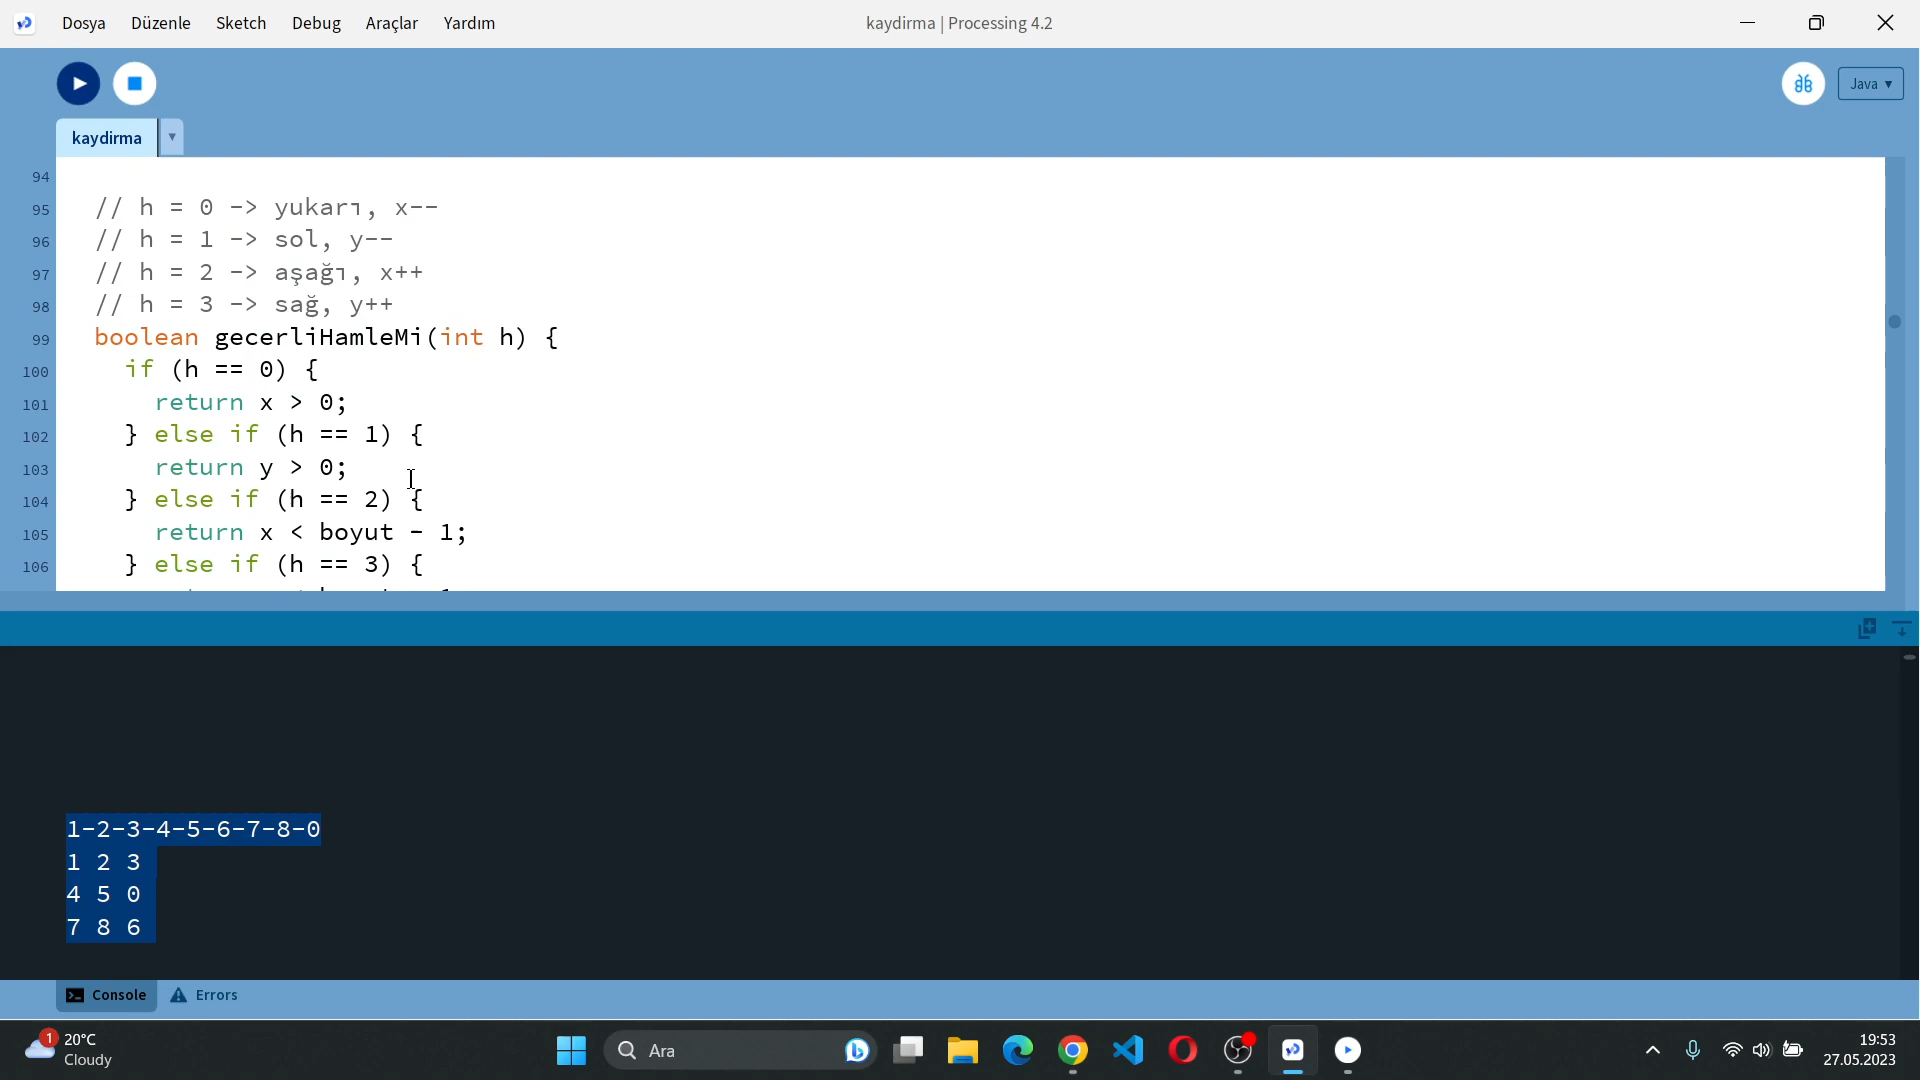 Dosya Düzenle Sketch Debug Araçlar Yardım
kaydirma | Processing 4.2
Java
kaydirma
94
95 // h = 0 -> yukarı, x--
96 // h = 1 -> sol, y--
97 // h = 2 -> aşağı, x++
98 // h = 3 -> sağ, y++
99 boolean gecerliHamleMi(int h) {
100 if (h == 0) {
101 return x > 0;
102 } else if (h == 1) {
103 return y > 0;
104 } else if (h == 2) {
105 return x < boyut - 1;
106 } else if (h == 3) {
1-2-3-4-5-6-7-8-0
1 2 3
4 5 0
7 8 6
Console Errors
1 20°C
Cloudy
Ara
19:53
27.05.2023